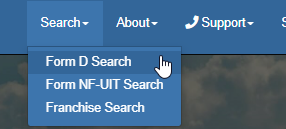 Search About Support S
Form D Search
Form NF-UIT Search
Franchise Search